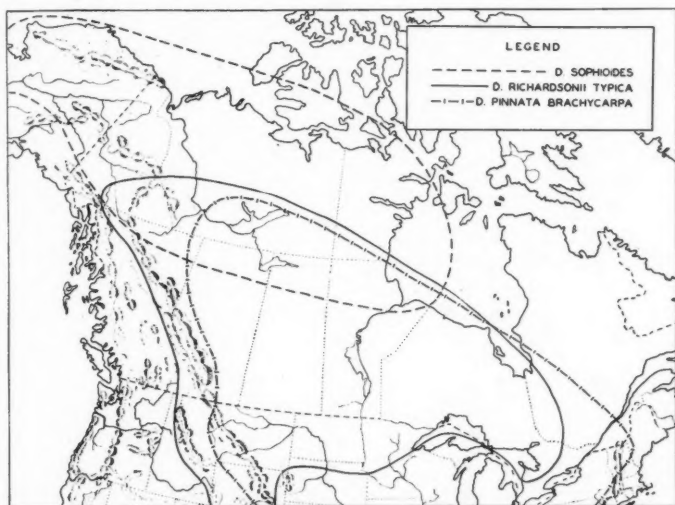 LEGEND
D. SOPHIOIDES
D. RICHARDSONII TYPICA
D. PINNATA BRACHYCARPA